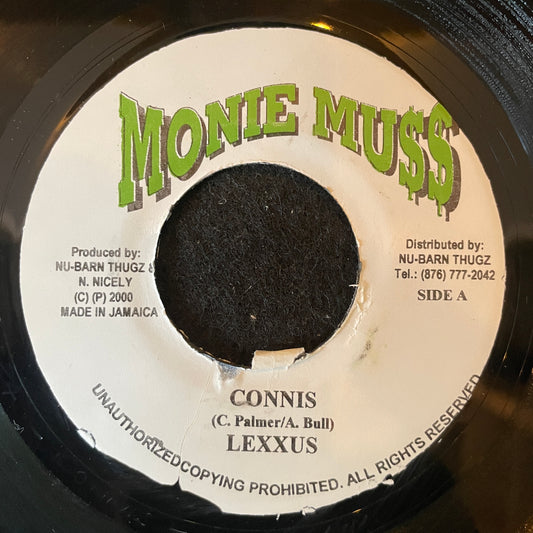 MONIE MU$$
Produced by:
NU-BARN THUGZ &
N. NICELY
(C) (P) 2000
MADE IN JAMAICA
Distributed by:
NU-BARN THUGZ
Tel.: (876) 777-2042
SIDE A
CONNIS
(C. Palmer/A. Bull)
LEXXUS
UNAUTHORIZEDCOPYING PROHIBITED. ALL RIGHTS RESERVED